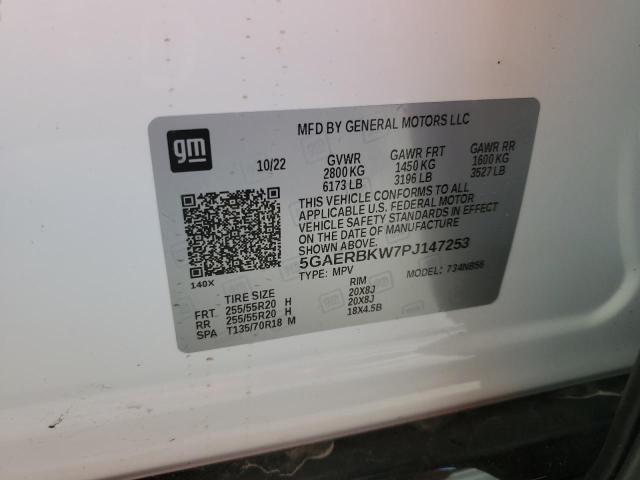 MFD BY GENERAL MOTORS LLC
gm
10/22 GVWR GAWR FRT GAWR RR
2800 KG 1450 KG 1600 KG
6173 LB 3196 LB 3527 LB
THIS VEHICLE CONFORMS TO ALL
APPLICABLE U.S. FEDERAL MOTOR
VEHICLE SAFETY STANDARDS IN EFFECT
ON THE DATE OF MANUFACTURE
5GAERBKW7PJ147253
140X TYPE: MPV MODEL:
TIRE SIZE RIM
FRT 255/55R20 H 20X8J
RR 255/55R20 H 20X8J
SPA T135/70R18 M 18X4.5B